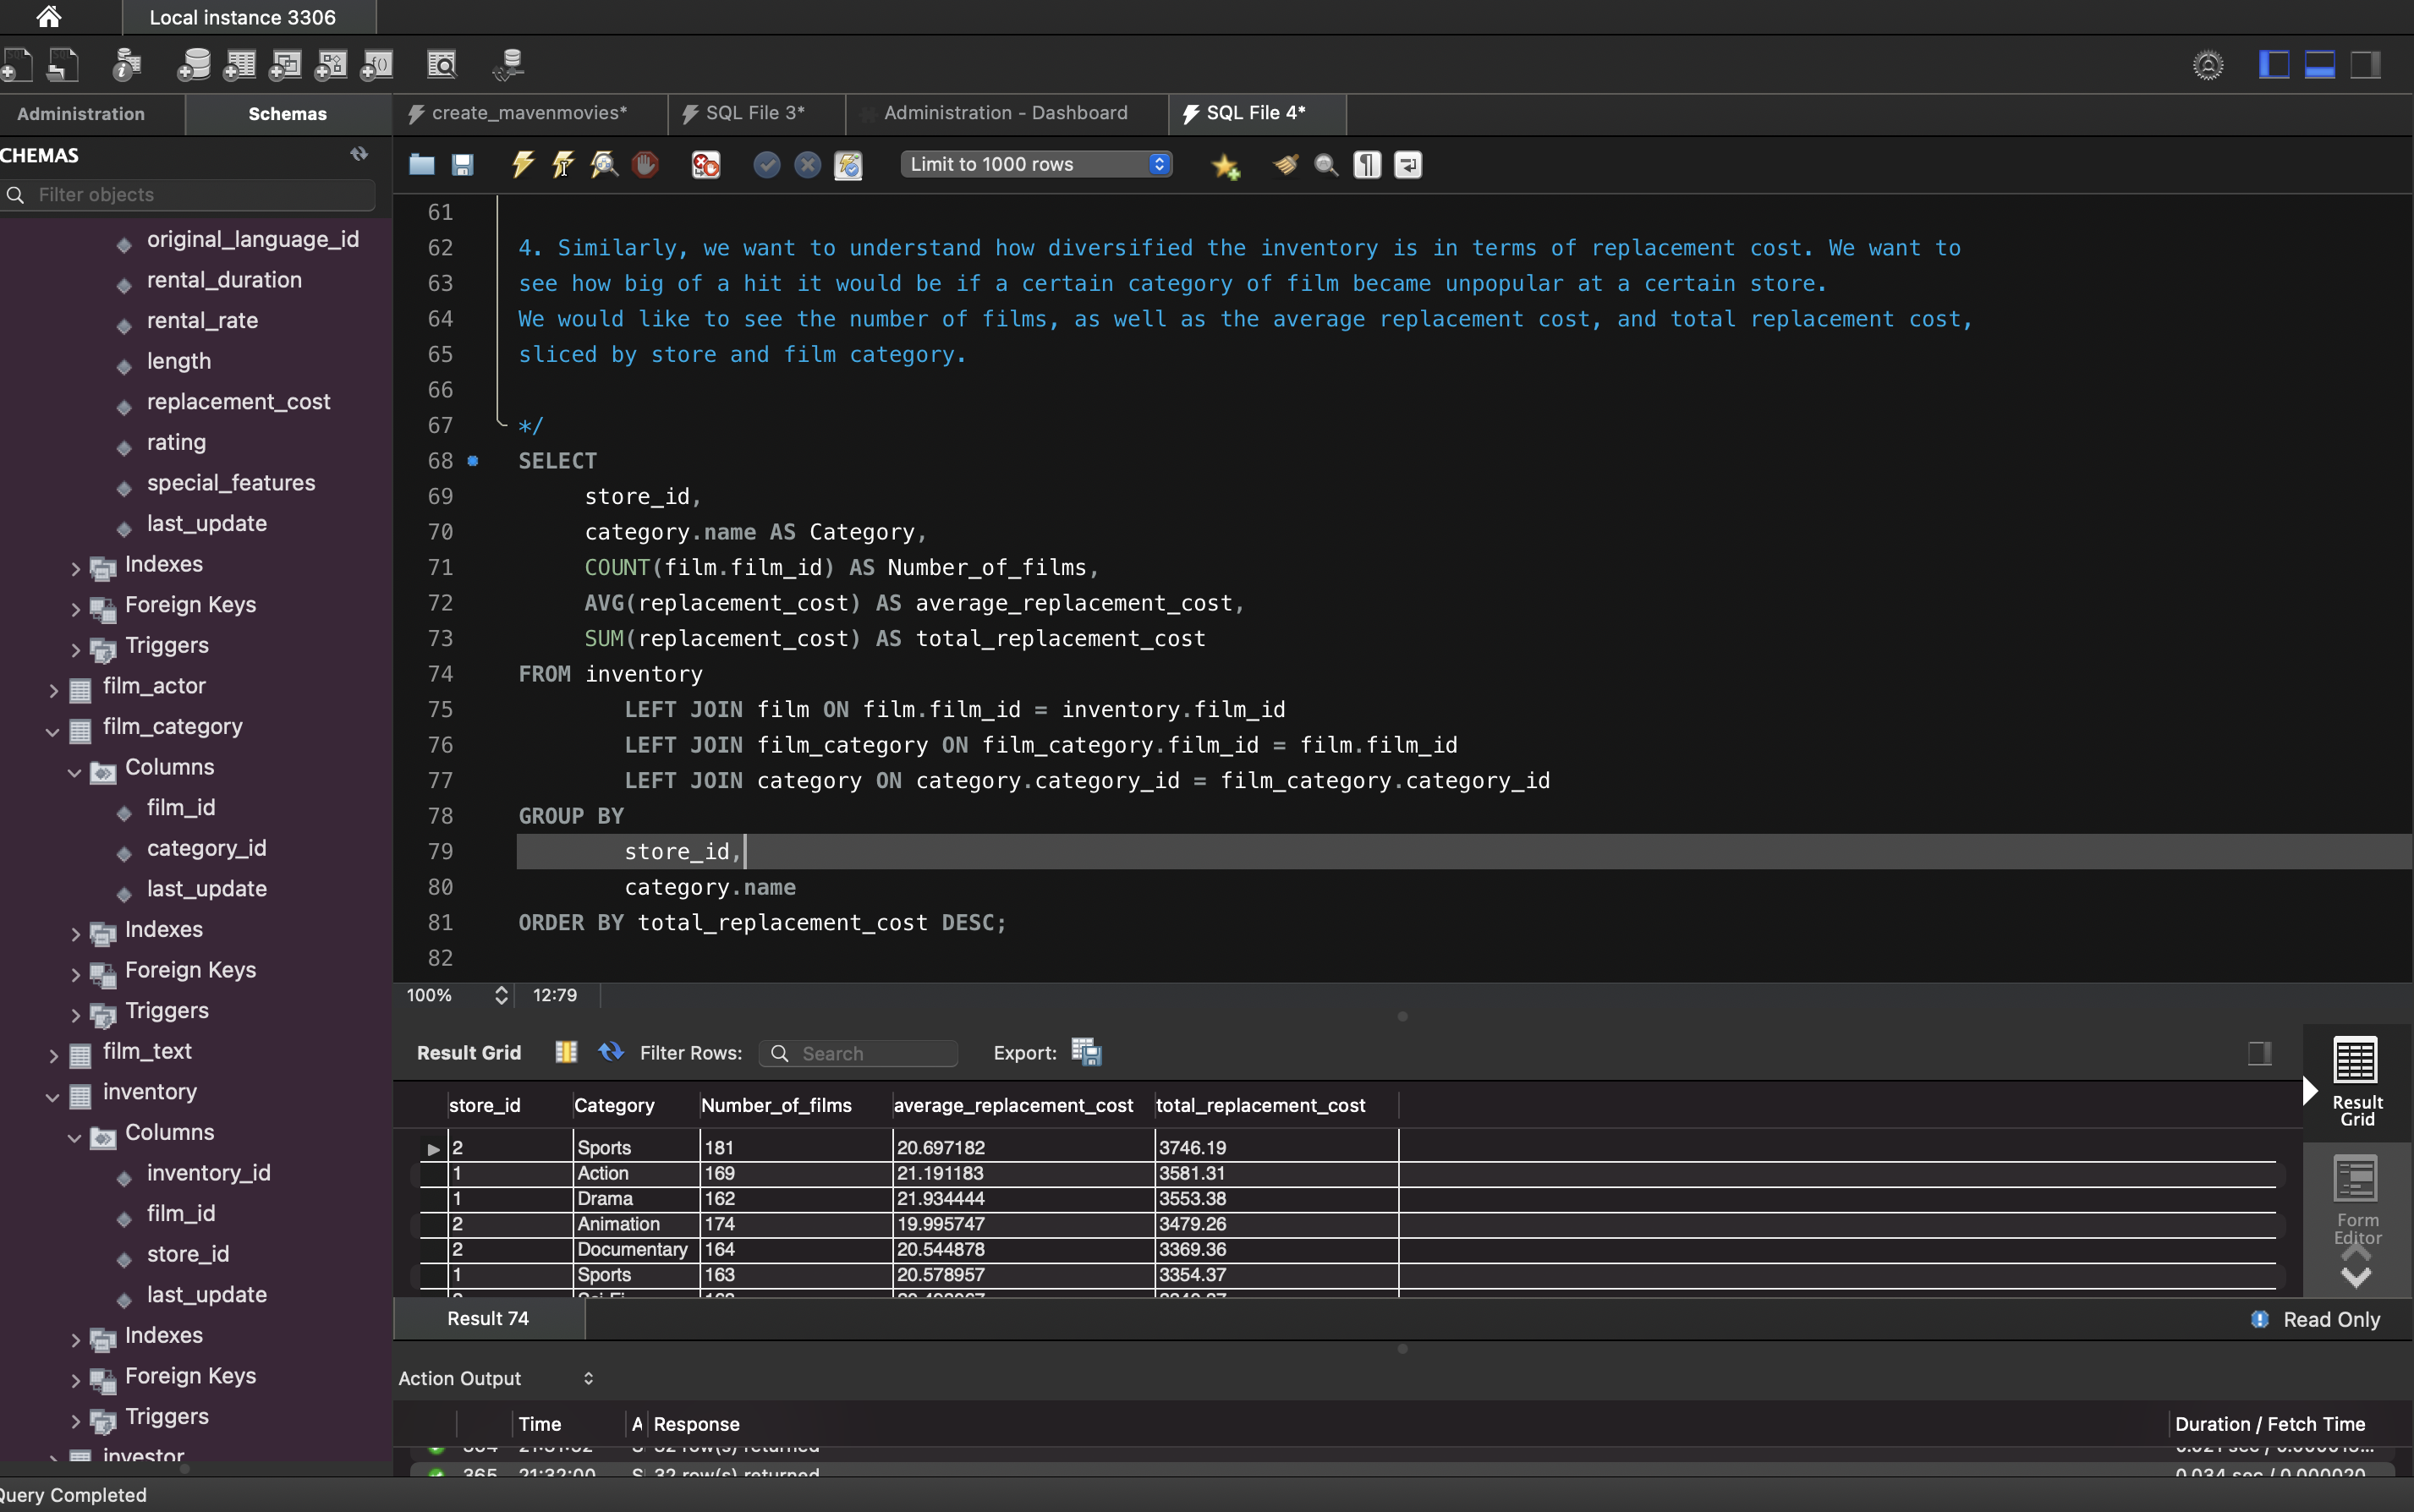 Local instance 3306
Administration
Schemas
create_mavenmovies*
SQL File 3*
Administration - Dashboard
SQL File 4*
CHEMAS
Filter objects
Limit to 1000 rows
original_language_id
rental_duration
rental_rate
length
replacement_cost
rating
special_features
last_update
Indexes
Foreign Keys
Triggers
film_actor
film_category
Columns
film_id
category_id
last_update
Indexes
Foreign Keys
Triggers
film_text
inventory
Columns
inventory_id
film_id
store_id
last_update
Indexes
Foreign Keys
Triggers
investor
61
62 4. Similarly, we want to understand how diversified the inventory is in terms of replacement cost. We want to
63 see how big of a hit it would be if a certain category of film became unpopular at a certain store.
64 We would like to see the number of films, as well as the average replacement cost, and total replacement cost,
65 sliced by store and film category.
66
67 */
68 SELECT
69 store_id,
70 category.name AS Category,
71 COUNT(film.film_id) AS Number_of_films,
72 AVG(replacement_cost) AS average_replacement_cost,
73 SUM(replacement_cost) AS total_replacement_cost
74 FROM inventory
75 LEFT JOIN film ON film.film_id = inventory.film_id
76 LEFT JOIN film_category ON film_category.film_id = film.film_id
77 LEFT JOIN category ON category.category_id = film_category.category_id
78 GROUP BY
79 store_id,
80 category.name
81 ORDER BY total_replacement_cost DESC;
82
100% 12:79
Result Grid Filter Rows: Search Export:
store_id Category Number_of_films average_replacement_cost total_replacement_cost
2 Sports 181 20.697182 3746.19
1 Action 169 21.191183 3581.31
1 Drama 162 21.934444 3553.38
2 Animation 174 19.995747 3479.26
2 Documentary 164 20.544878 3369.36
1 Sports 163 20.578957 3354.37
Result
Grid
Form
Editor
Result 74
Read Only
Action Output
Time A Response Duration / Fetch Time
32 row(s) returned
365 21:32:00 S 32 row(s) returned 0.034 sec / 0.000020...
Query Completed